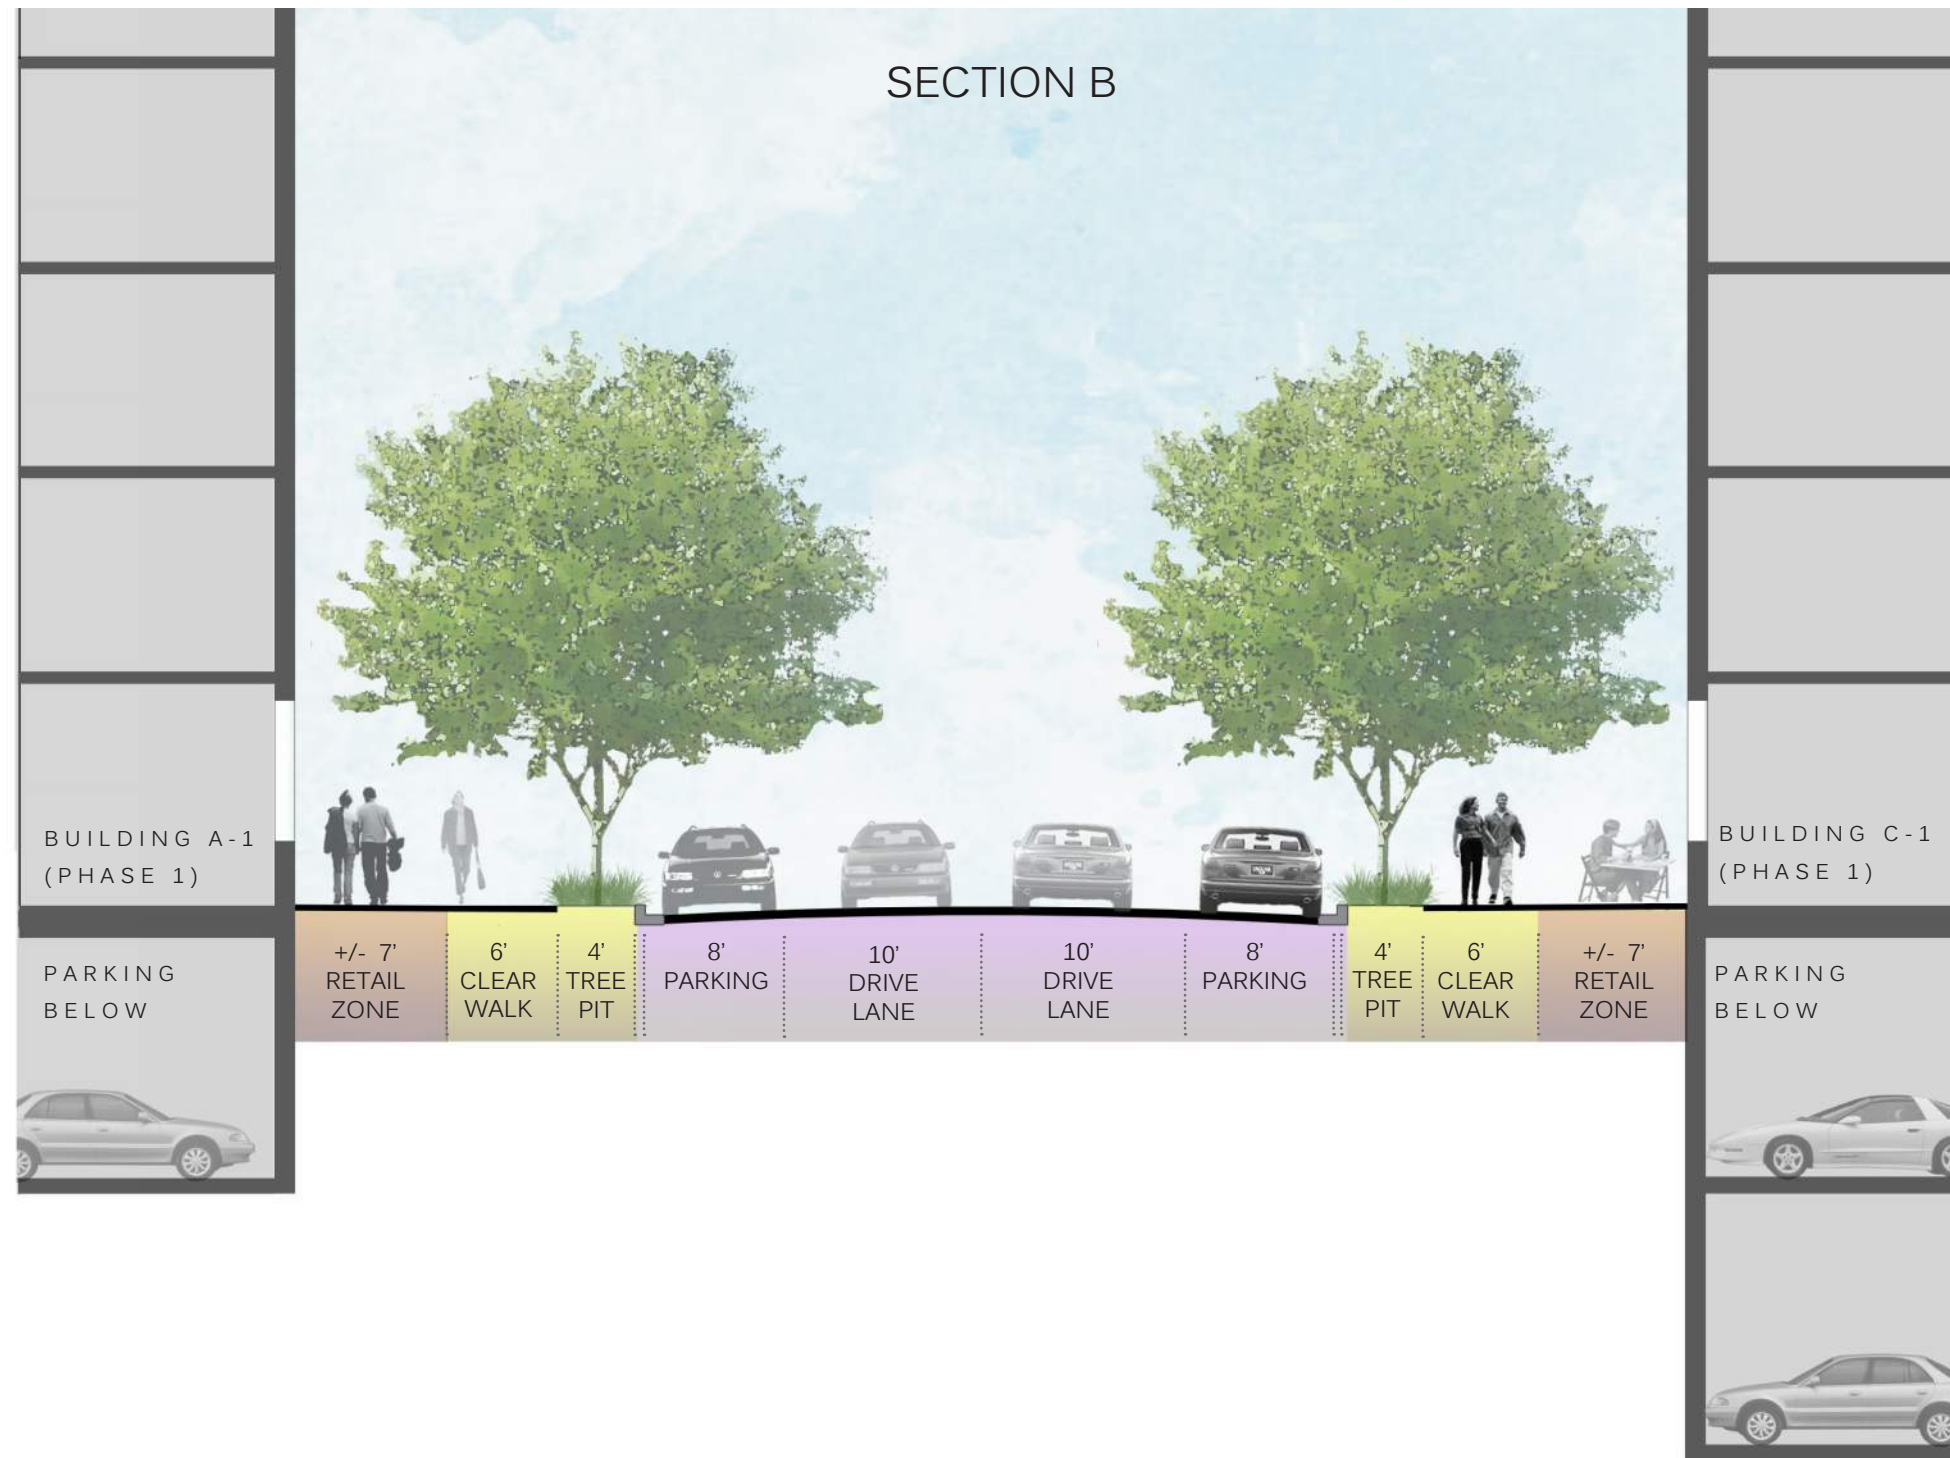 SECTION B
BUILDING A-1
(PHASE 1)
BUILDING C-1
(PHASE 1)
PARKING
BELOW
+/- 7’
RETAIL
ZONE
6’
CLEAR
WALK
4’
TREE
PIT
8’
PARKING
10’
DRIVE
LANE
10’
DRIVE
LANE
8’
PARKING
4’
TREE
PIT
6’
CLEAR
WALK
+/- 7’
RETAIL
ZONE
PARKING
BELOW